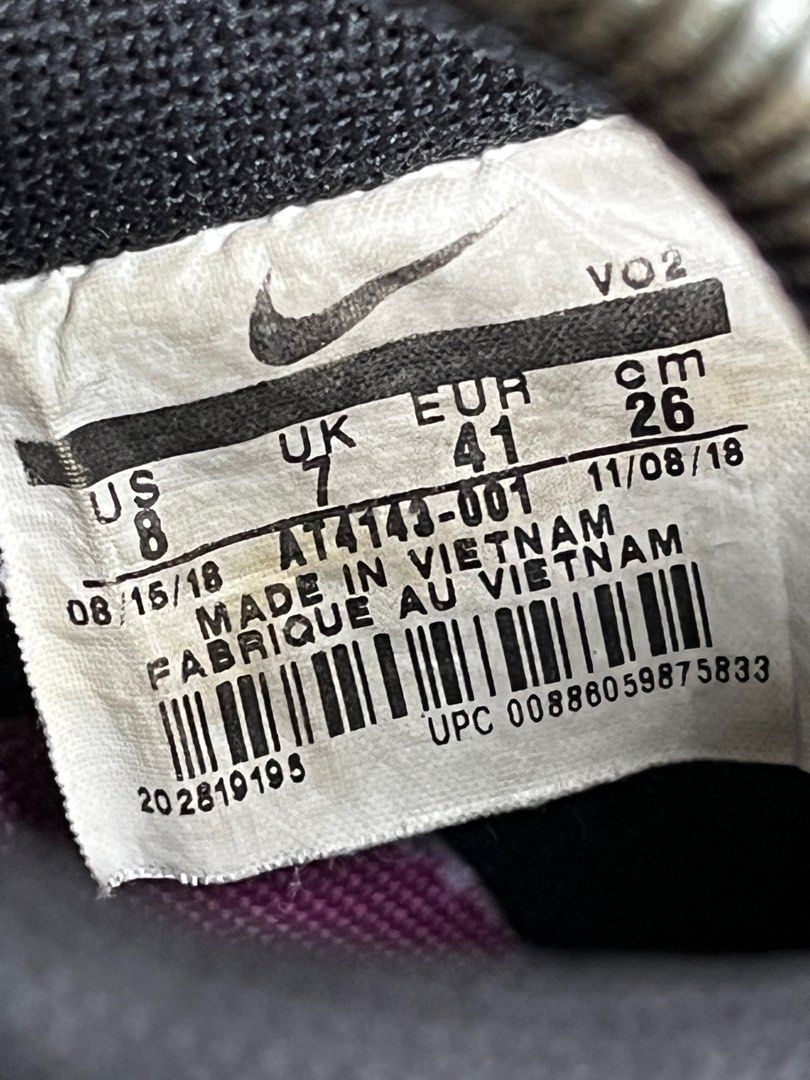 VO2
US UK EUR cm
8 7 41 26
08/15/18 AT4143-001 11/08/18
MADE IN VIETNAM
FABRIQUE AU VIETNAM
UPC 00886059875833
202819195